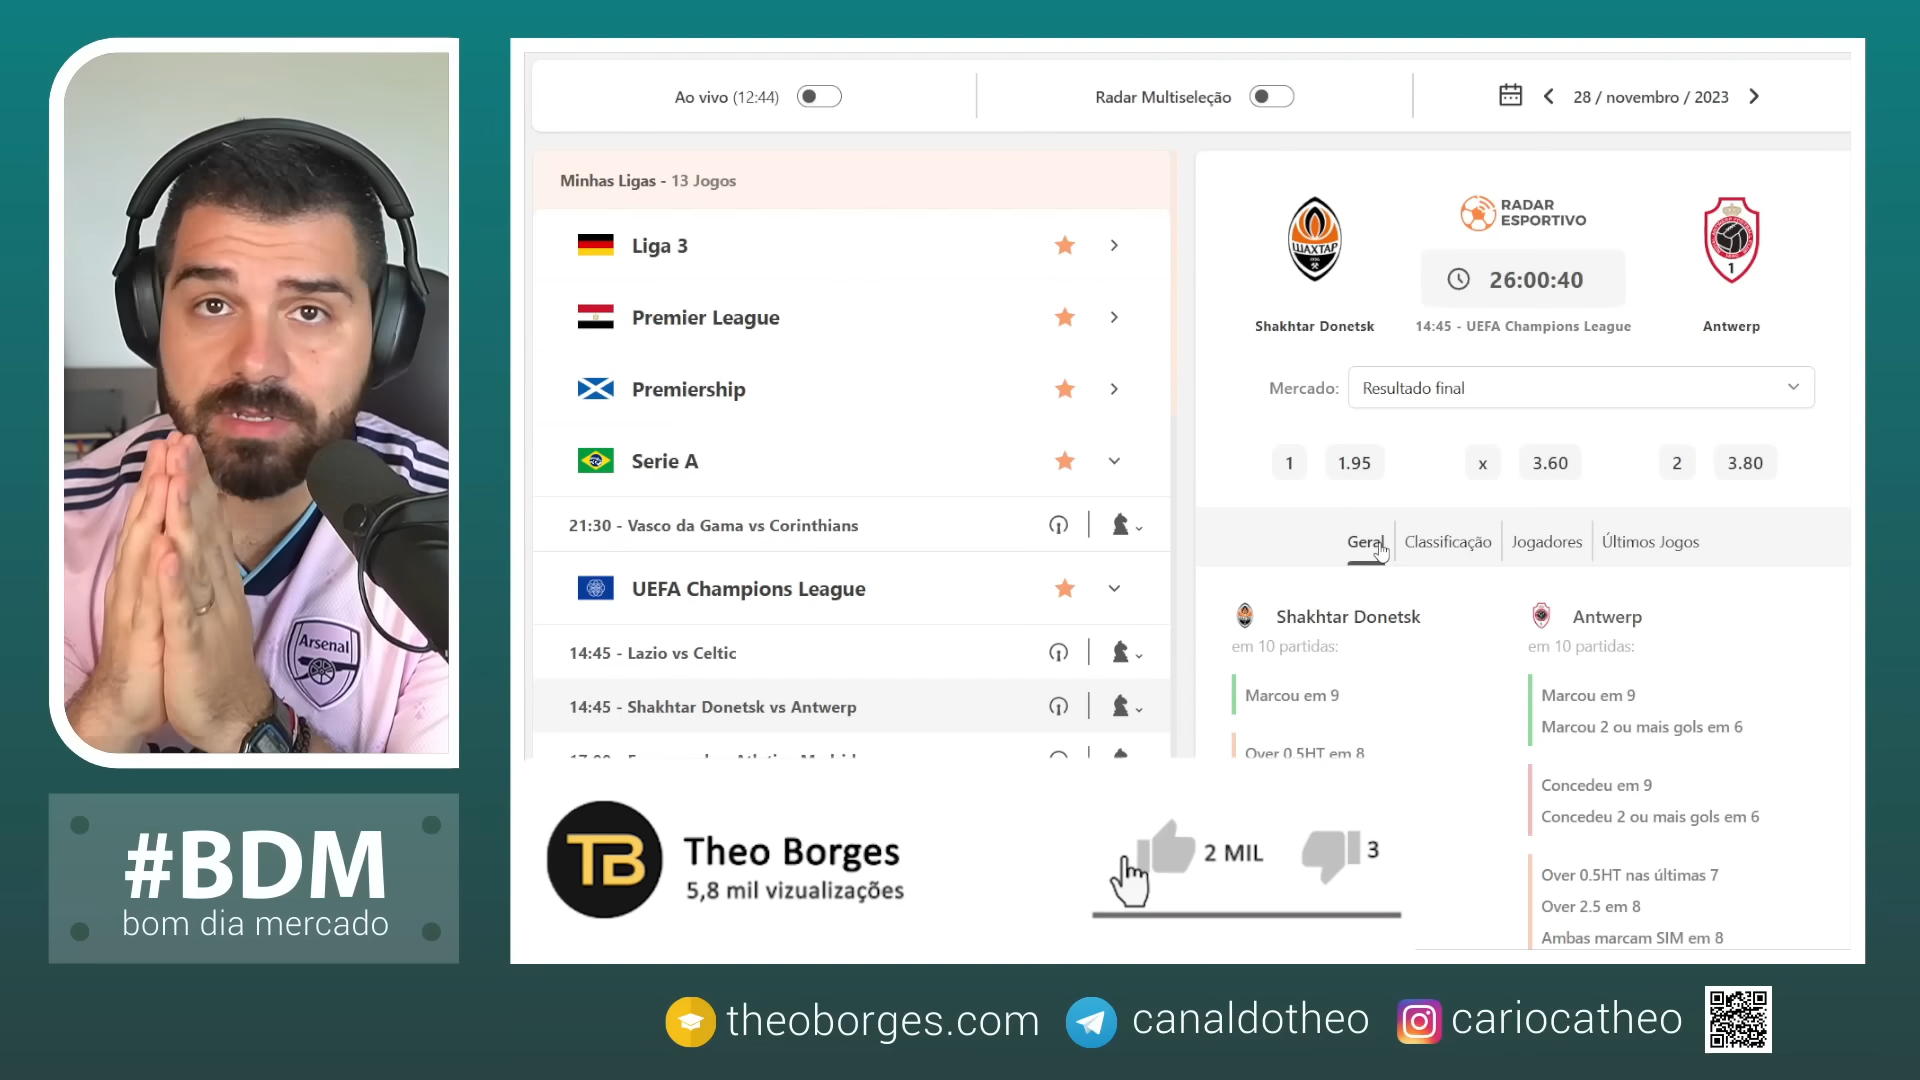 Arsenal
#BDM
bom dia mercado
Ao vivo (12:44)
Radar Multiseleção
28 / novembro / 2023
Minhas Ligas - 13 Jogos
Liga 3
Premier League
Premiership
Serie A
21:30 - Vasco da Gama vs Corinthians
UEFA Champions League
14:45 - Lazio vs Celtic
14:45 - Shakhtar Donetsk vs Antwerp
ШАХТАР
RADAR
ESPORTIVO
1
26:00:40
Shakhtar Donetsk
14:45 - UEFA Champions League
Antwerp
Mercado:
Resultado final
1
1.95
x
3.60
2
3.80
Geral
Classificação
Jogadores
Últimos Jogos
Shakhtar Donetsk
em 10 partidas:
Marcou em 9
Over 0.5HT em 8
Antwerp
em 10 partidas:
Marcou em 9
Marcou 2 ou mais gols em 6
Concedeu em 9
Concedeu 2 ou mais gols em 6
Over 0.5HT nas últimas 7
Over 2.5 em 8
Ambas marcam SIM em 8
TB
Theo Borges
5,8 mil vizualizações
2 MIL
3
theoborges.com
canaldotheo
cariocatheo